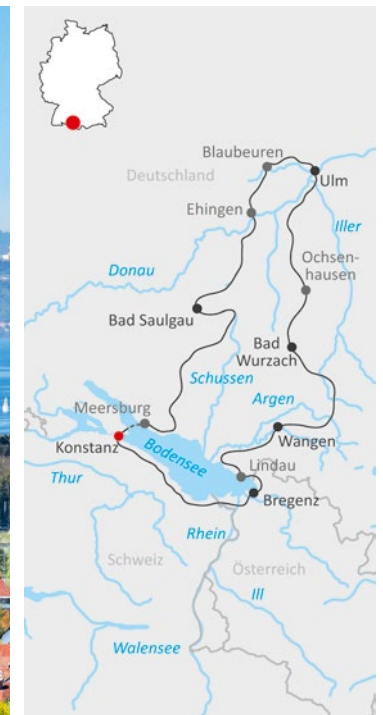 Blaubeuren
Deutschland
Ulm
Ehingen
Iller
Ochsen-
hausen
Donau
Bad Saulgau
Bad
Wurzach
Schussen
Argen
Meersburg
Wangen
Konstanz
Bodensee
Lindau
Thur
Bregenz
Rhein
Schweiz
Österreich
Ill
Walensee